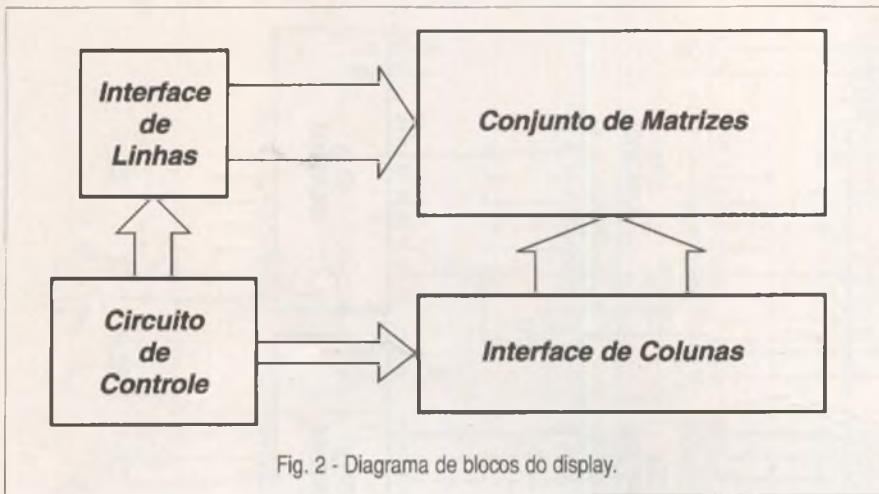 Interface
de
Linhas
Conjunto de Matrizes
Circuito
de
Controle
Interface de Colunas
Fig. 2 - Diagrama de blocos do display.